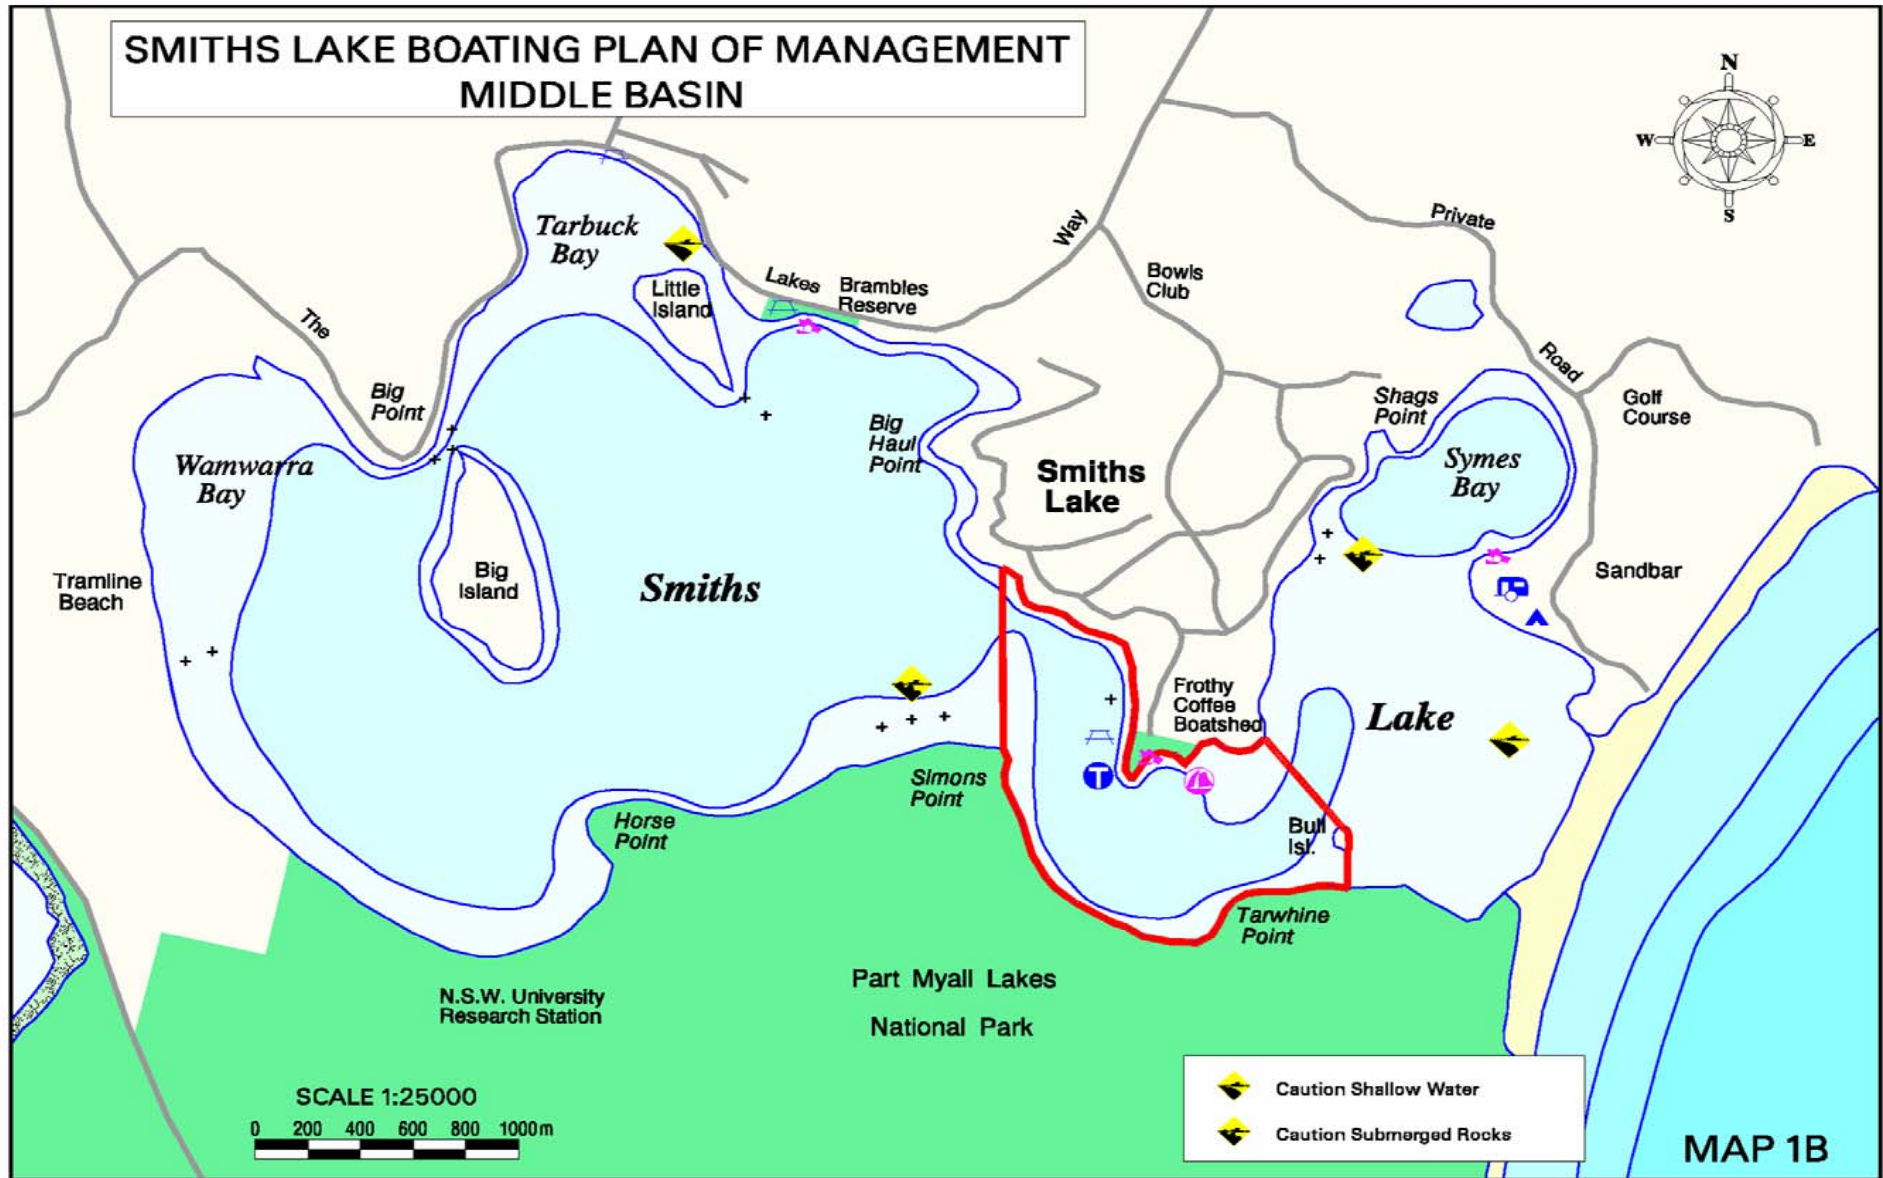 SMITHS LAKE BOATING PLAN OF MANAGEMENT
MIDDLE BASIN
N
W
E
S
Tarbuck
Bay
Little
Island
Lakes
Brambles
Reserve
Way
Bowls
Club
Private
Road
The
Big
Point
Wamwarra
Bay
Big
Haul
Point
Smiths
Lake
Shags
Point
Symes
Bay
Golf
Course
Tramline
Beach
Big
Island
Smiths
Sandbar
Frothy
Coffee
Boatshed
Lake
Simons
Point
T
Horse
Point
Bull
Isl.
Tarwhine
Point
N.S.W. University
Research Station
Part Myall Lakes
National Park
SCALE 1:25000
0 200 400 600 800 1000m
Caution Shallow Water
Caution Submerged Rocks
MAP 1B